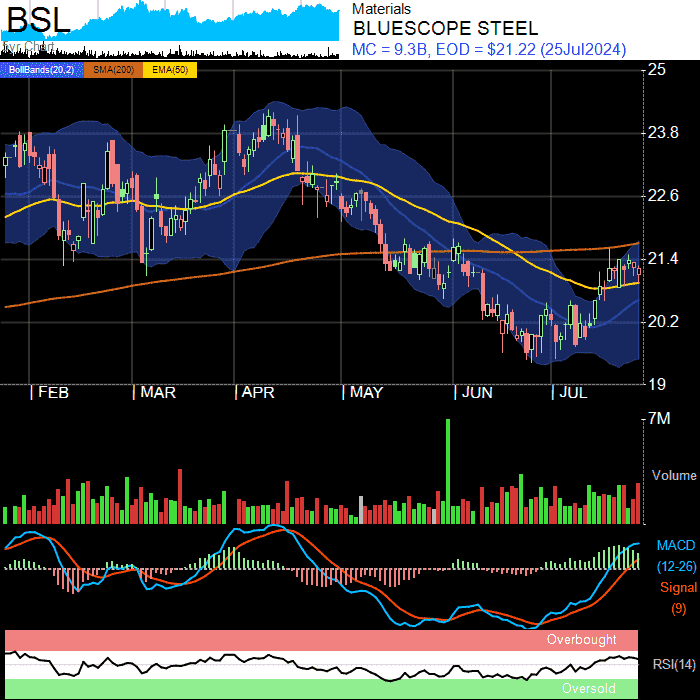 BSL
1yr Chart
Materials
BLUESCOPE STEEL
MC = 9.3B, EOD = $21.22 (25Jul2024)
BollBands(20,2) SMA(200) EMA(50)
25
23.8
22.6
21.4
20.2
19
| FEB | MAR | APR | MAY | JUN | JUL
7M
Volume
MACD
(12-26)
Signal
(9)
Overbought
RSI(14)
Oversold